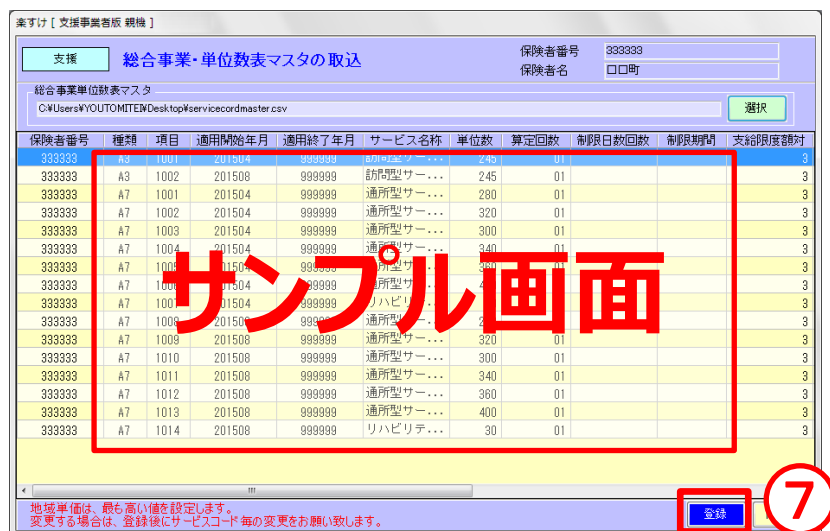 楽すけ [ 支援事業者版 親機 ]
支援
総合事業・単位数表マスタの取込
保険者番号 333333
保険者名 口口町
総合事業単位数表マスタ
C:¥Users¥YOUTOMITEI¥Desktop¥servicecordmaster.csv
選択
保険者番号 種類 項目 適用開始年月 適用終了年月 サービス名称 単位数 算定回数 制限日数回数 制限期間 支給限度額対
333333 A3 1001 201504 999999 訪問型サー... 245 01 3
333333 A3 1002 201508 999999 訪問型サー... 245 01 3
333333 A7 1001 201504 999999 通所型サー... 280 01 3
333333 A7 1002 201504 999999 通所型サー... 320 01 3
333333 A7 1003 201504 999999 通所型サー... 300 01 3
333333 A7 1004 201504 999999 通所型サー... 340 01 3
333333 A7 通所型サー... 3
333333 A7 通所型サー... 3
333333 A7 999999 3
333333 A7 999999 通所型サー... 01 3
333333 A7 1009 201508 999999 通所型サー... 320 01 3
333333 A7 1010 201508 999999 通所型サー... 300 01 3
333333 A7 1011 201508 999999 通所型サー... 340 01 3
333333 A7 1012 201508 999999 通所型サー... 360 01 3
333333 A7 1013 201508 999999 通所型サー... 400 01 3
333333 A7 1014 201508 999999 リハビリテ... 30 01 3
サンプル画面
地域単価は、最も高い値を設定します。
変更する場合は、登録後にサービスコード毎の変更をお願い致します。
登録
7